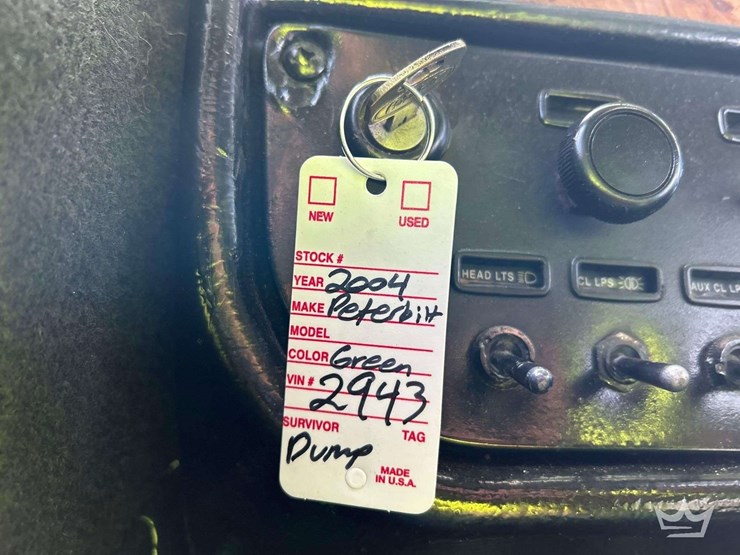 NEW USED
STOCK #
YEAR 2004
MAKE Peterbilt
MODEL
COLOR Green
VIN # 2943
SURVIVOR TAG
Dump
MADE
IN U.S.A.
HEAD LTS
CL LPS
AUX CL LP